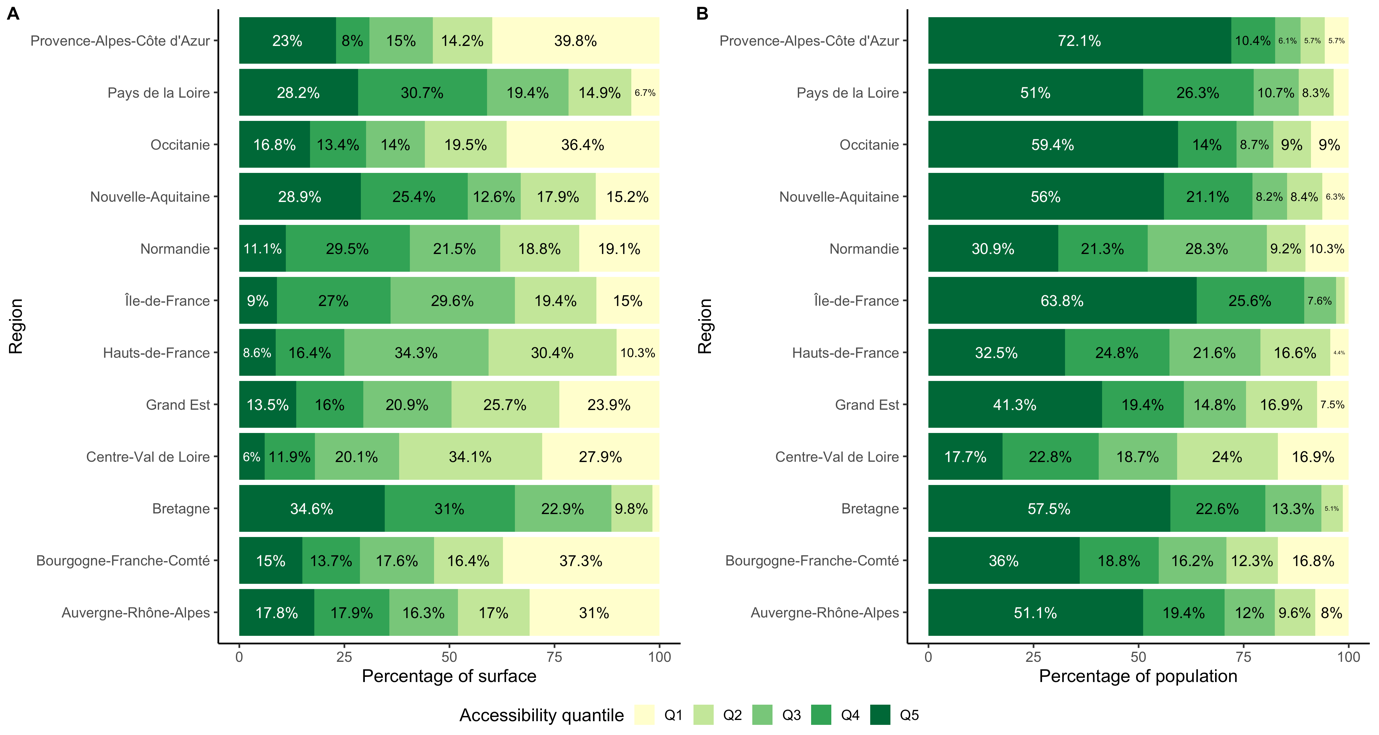 A
Provence-Alpes-Côte d'Azur 23% 8% 15% 14.2% 39.8%
Pays de la Loire 28.2% 30.7% 19.4% 14.9% 6.7%
Occitanie 16.8% 13.4% 14% 19.5% 36.4%
Nouvelle-Aquitaine 28.9% 25.4% 12.6% 17.9% 15.2%
Normandie 11.1% 29.5% 21.5% 18.8% 19.1%
Île-de-France 9% 27% 29.6% 19.4% 15%
Hauts-de-France 8.6% 16.4% 34.3% 30.4% 10.3%
Grand Est 13.5% 16% 20.9% 25.7% 23.9%
Centre-Val de Loire 6% 11.9% 20.1% 34.1% 27.9%
Bretagne 34.6% 31% 22.9% 9.8%
Bourgogne-Franche-Comté 15% 13.7% 17.6% 16.4% 37.3%
Auvergne-Rhône-Alpes 17.8% 17.9% 16.3% 17% 31%
Region
0 25 50 75 100
Percentage of surface
B
Provence-Alpes-Côte d'Azur 72.1% 10.4% 6.1% 5.7% 5.7%
Pays de la Loire 51% 26.3% 10.7% 8.3%
Occitanie 59.4% 14% 8.7% 9% 9%
Nouvelle-Aquitaine 56% 21.1% 8.2% 8.4% 6.3%
Normandie 30.9% 21.3% 28.3% 9.2% 10.3%
Île-de-France 63.8% 25.6% 7.6%
Hauts-de-France 32.5% 24.8% 21.6% 16.6% 4.4%
Grand Est 41.3% 19.4% 14.8% 16.9% 7.5%
Centre-Val de Loire 17.7% 22.8% 18.7% 24% 16.9%
Bretagne 57.5% 22.6% 13.3% 5.1%
Bourgogne-Franche-Comté 36% 18.8% 16.2% 12.3% 16.8%
Auvergne-Rhône-Alpes 51.1% 19.4% 12% 9.6% 8%
Region
0 25 50 75 100
Percentage of population
Accessibility quantile Q1 Q2 Q3 Q4 Q5